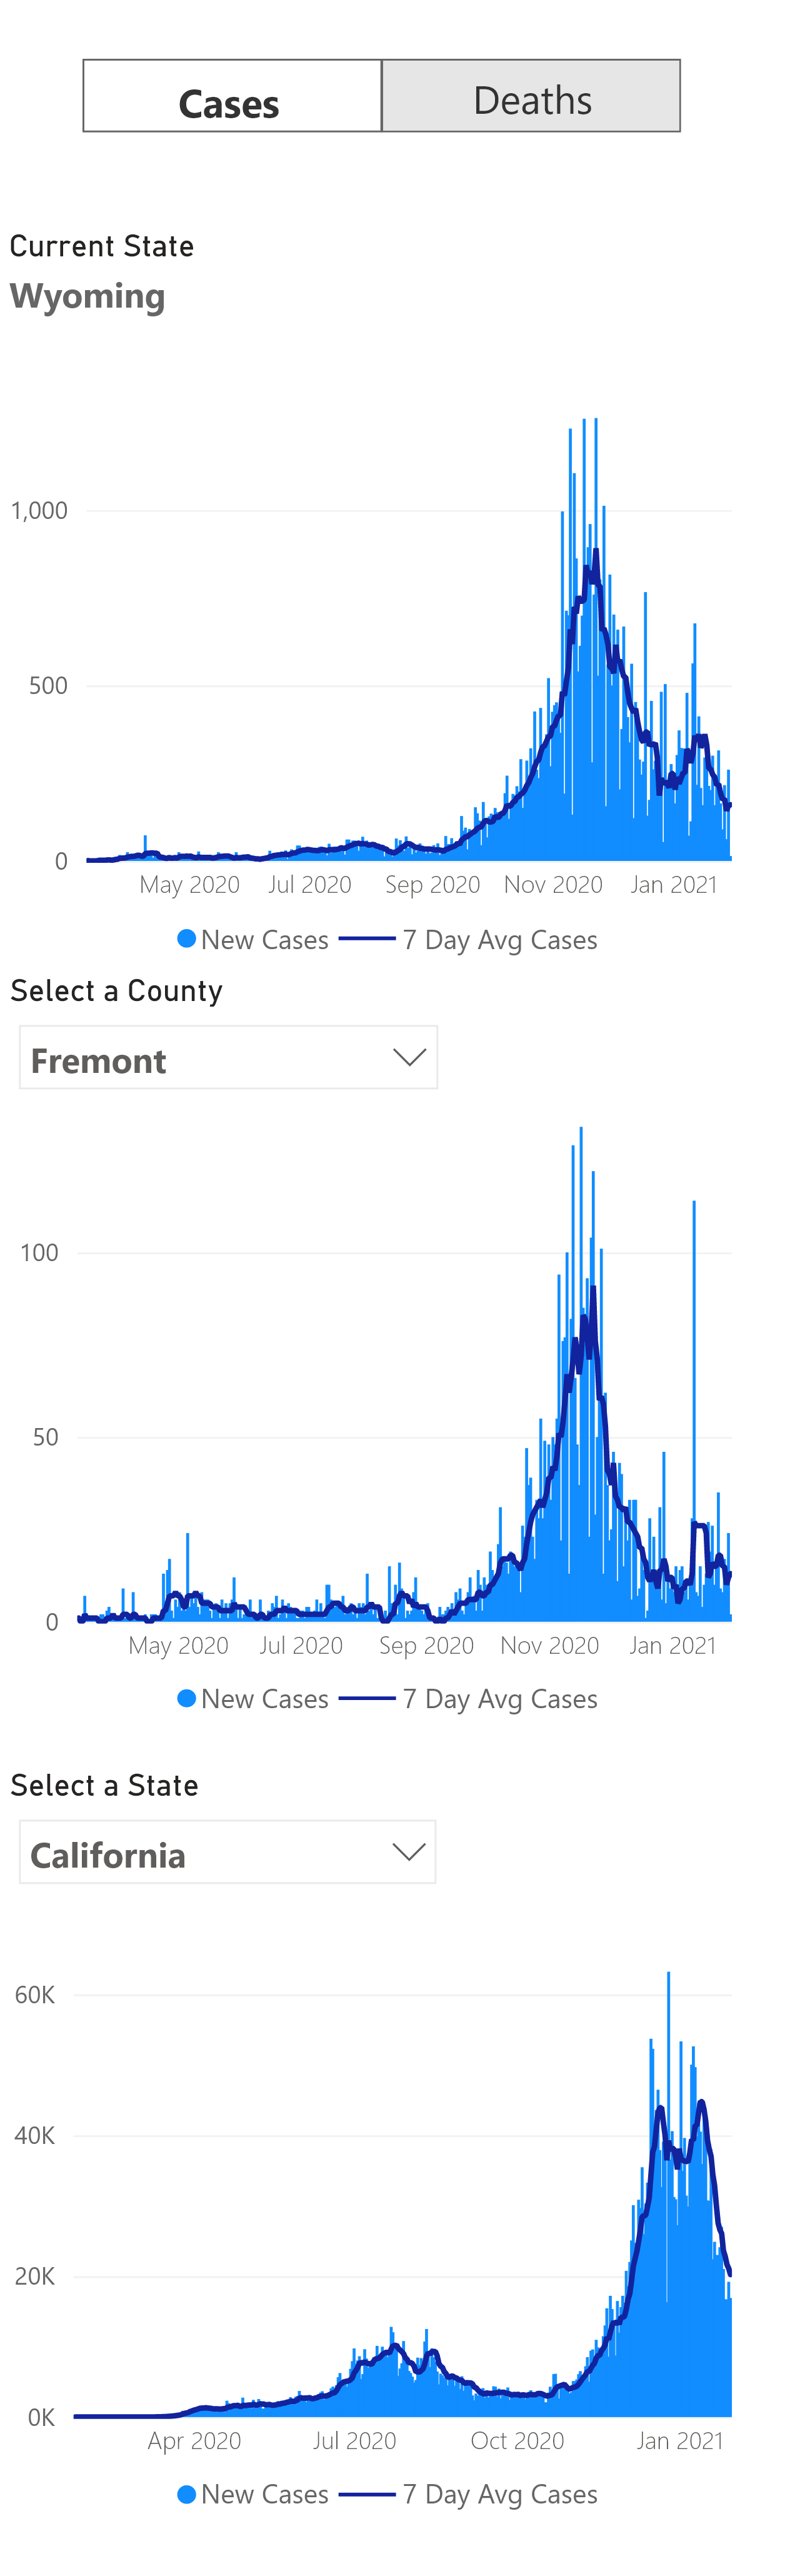 Cases Deaths
Current State
Wyoming
1,000
500
0
May 2020 Jul 2020 Sep 2020 Nov 2020 Jan 2021
New Cases 7 Day Avg Cases
Select a County
Fremont
100
50
0
May 2020 Jul 2020 Sep 2020 Nov 2020 Jan 2021
New Cases 7 Day Avg Cases
Select a State
California
60K
40K
20K
0K
Apr 2020 Jul 2020 Oct 2020 Jan 2021
New Cases 7 Day Avg Cases